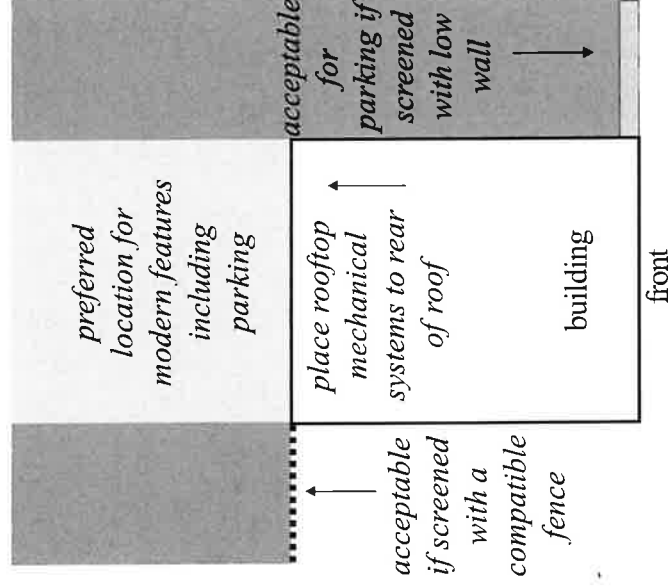 preferred
location for
modern features
including
parking
acceptable
for
parking if
screened
with low
wall
place rooftop
mechanical
systems to rear
of roof
building
front
acceptable
if screened
with a
compatible
fence